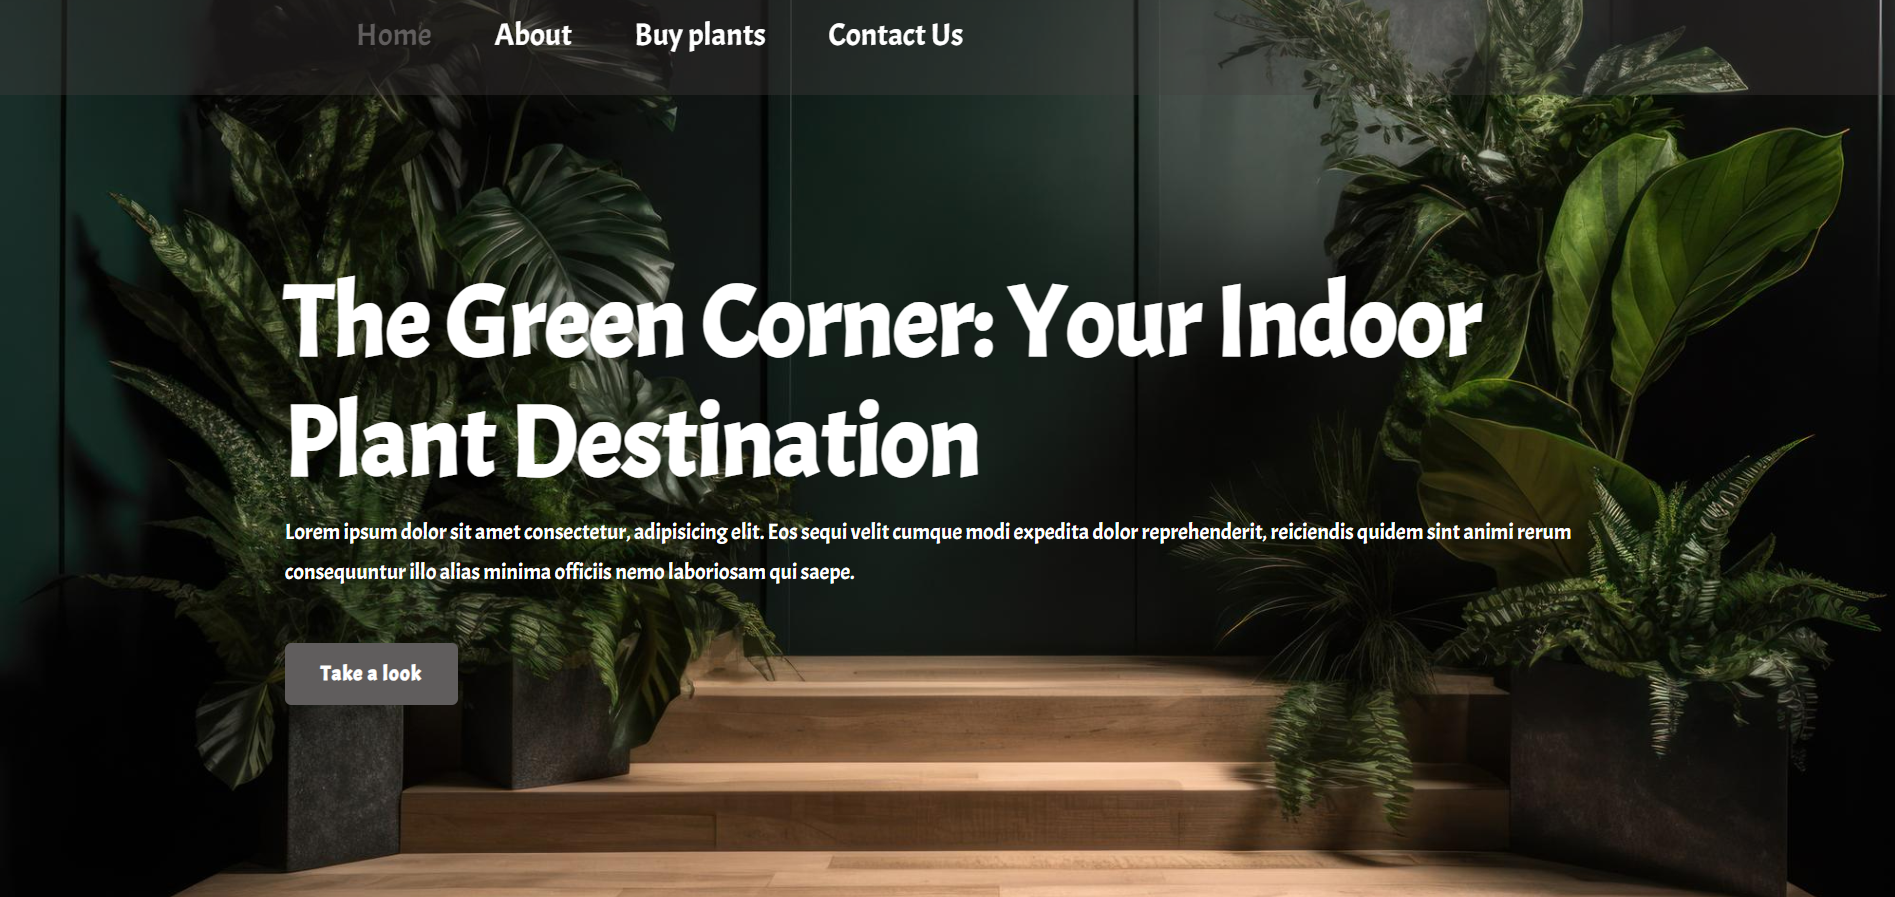 Home About Buy plants Contact Us
The Green Corner: Your Indoor
Plant Destination
Lorem ipsum dolor sit amet consectetur, adipisicing elit. Eos sequi velit cumque modi expedita dolor reprehenderit, reiciendis quidem sint animi rerum
consequuntur illo alias minima officiis nemo laboriosam qui saepe.
Take a look